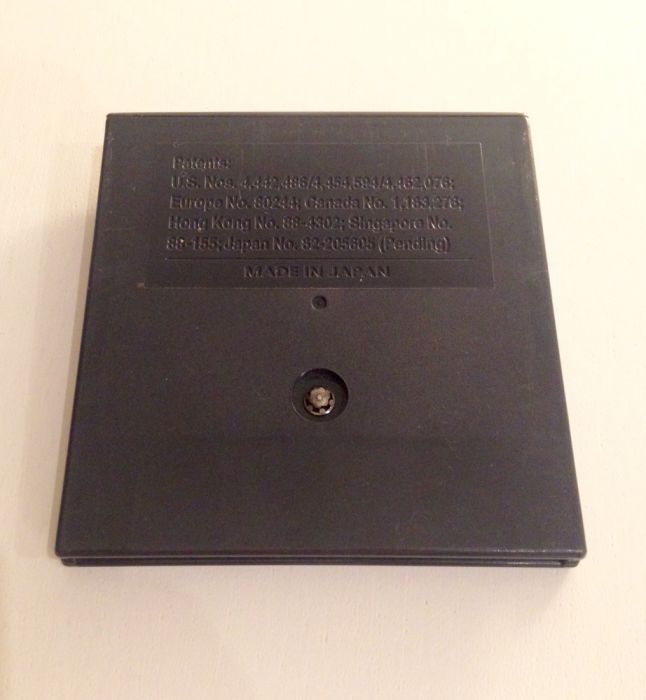 Patents:
U.S. Nos. 4,442,486/4,454,594/4,462,076;
Europe No. 80244; Canada No. 1,183,276;
Hong Kong No. 88-4302; Singapore No.
88-155; Japan No. 82-205605 (Pending)
MADE IN JAPAN